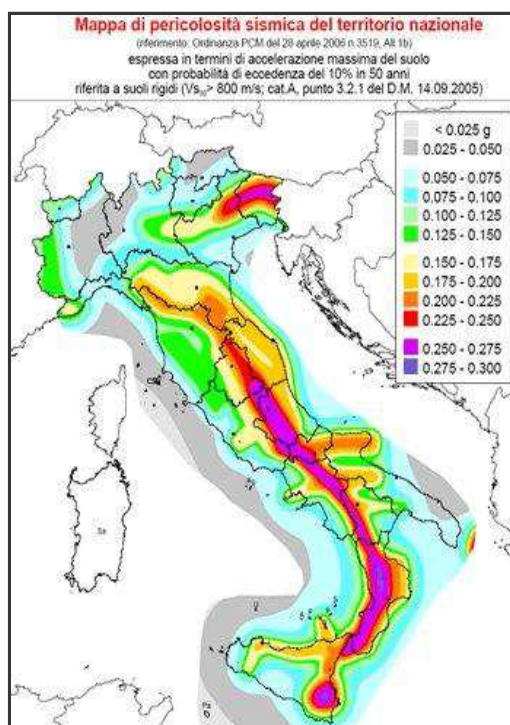 Mappa di pericolosità sismica del territorio nazionale
(riferimento: Ordinanza PCM del 28 aprile 2006 n.3519, All.1b)
espressa in termini di accelerazione massima del suolo
con probabilità di eccedenza del 10% in 50 anni
riferita a suoli rigidi (Vs30> 800 m/s; cat.A, punto 3.2.1 del D.M. 14.09.2005)
< 0.025 g
0.025 - 0.050
0.050 - 0.075
0.075 - 0.100
0.100 - 0.125
0.125 - 0.150
0.150 - 0.175
0.175 - 0.200
0.200 - 0.225
0.225 - 0.250
0.250 - 0.275
0.275 - 0.300